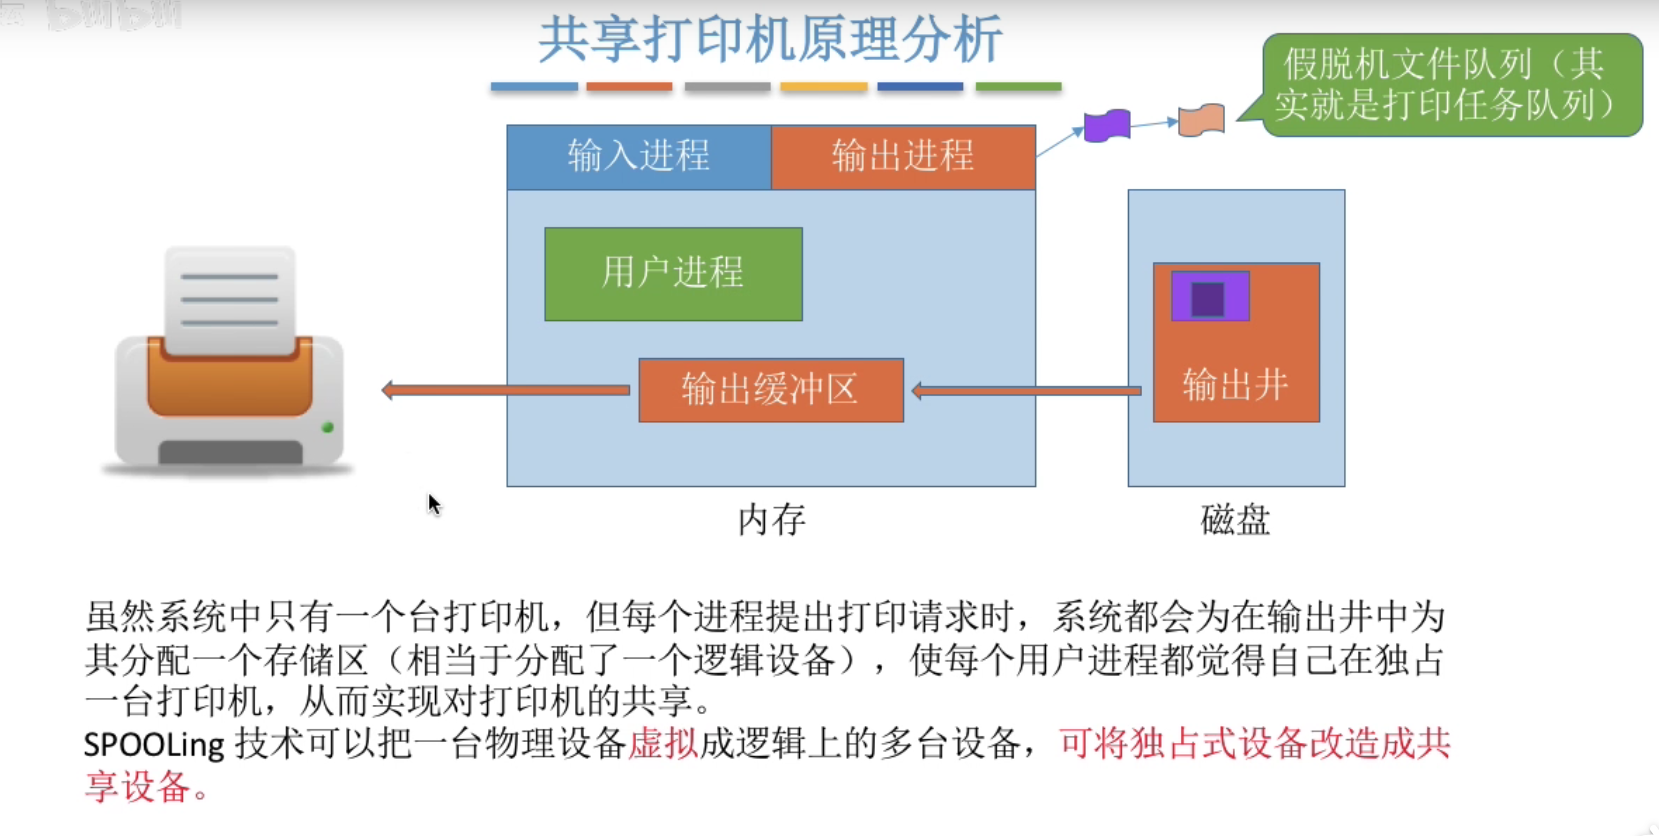 共享打印机原理分析
假脱机文件队列（其
实就是打印任务队列）
输入进程
输出进程
用户进程
输出缓冲区
输出井
内存
磁盘
虽然系统中只有一个台打印机，但每个进程提出打印请求时，系统都会为在输出井中为
其分配一个存储区（相当于分配了一个逻辑设备），使每个用户进程都觉得自己在独占
一台打印机，从而实现对打印机的共享。
SPOOLing 技术可以把一台物理设备虚拟成逻辑上的多台设备，可将独占式设备改造成共
享设备。